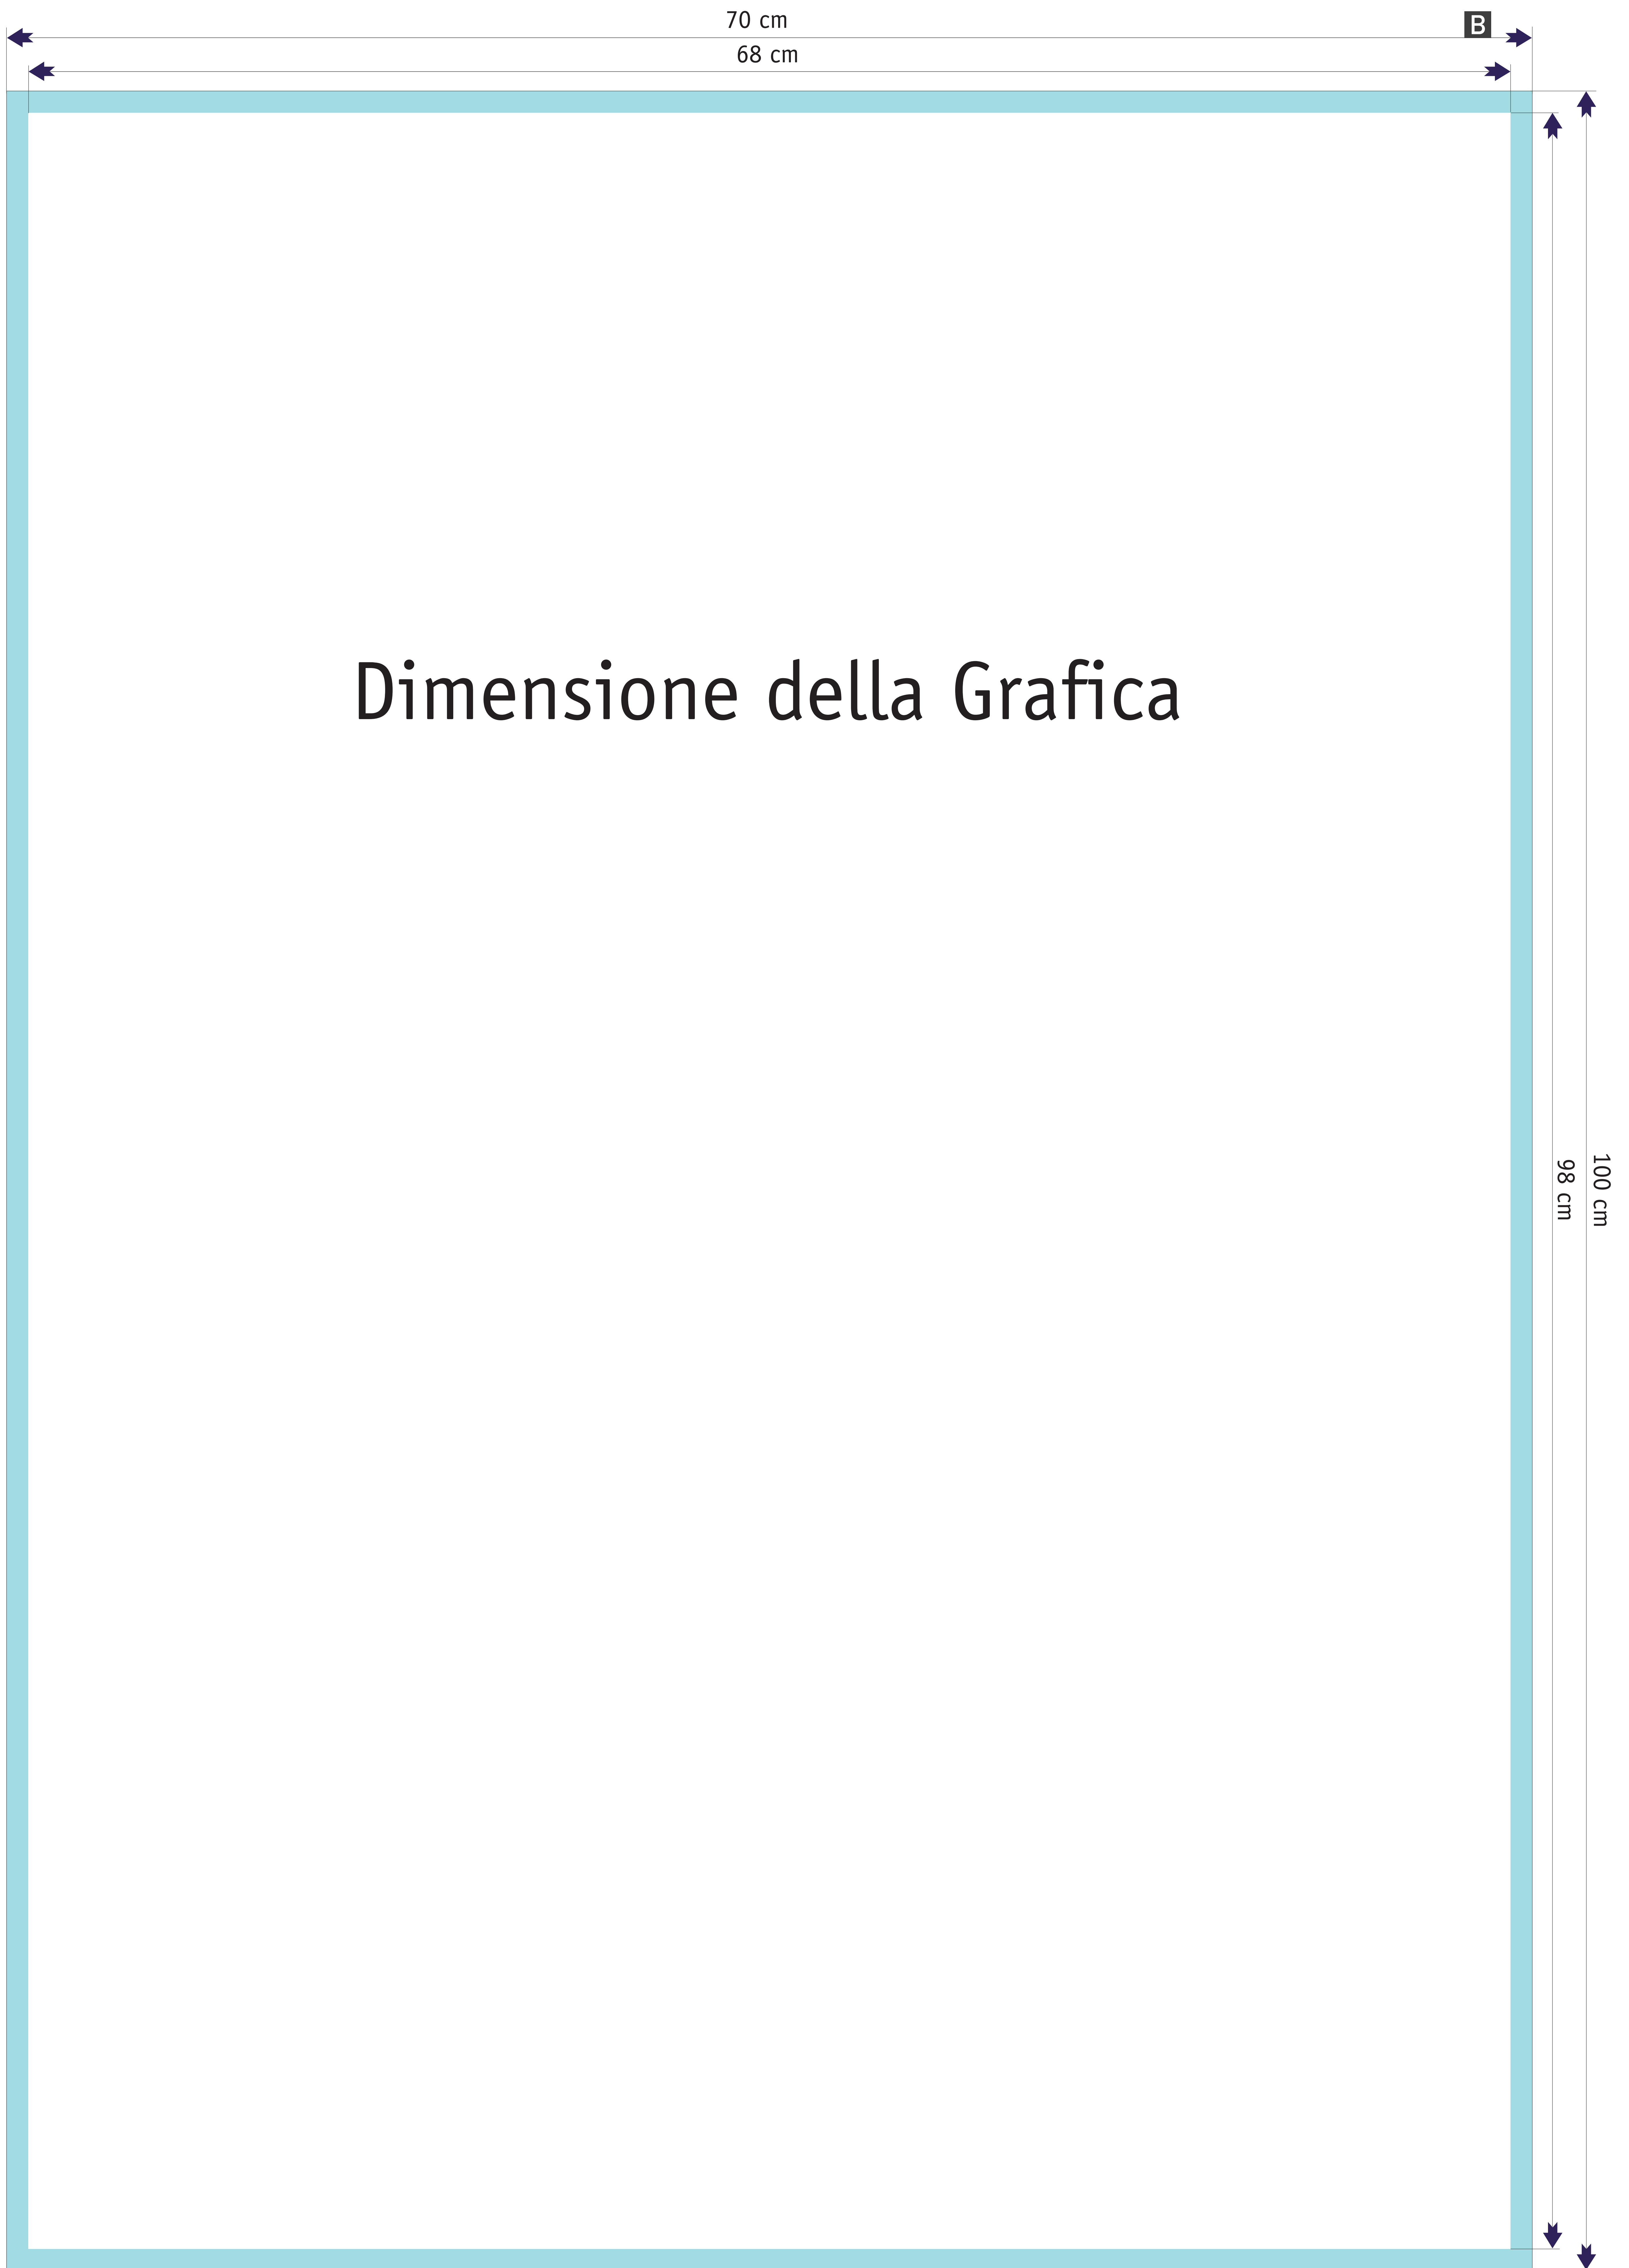 70 cm
B
68 cm
Dimensione della Grafica
98 cm
100 cm